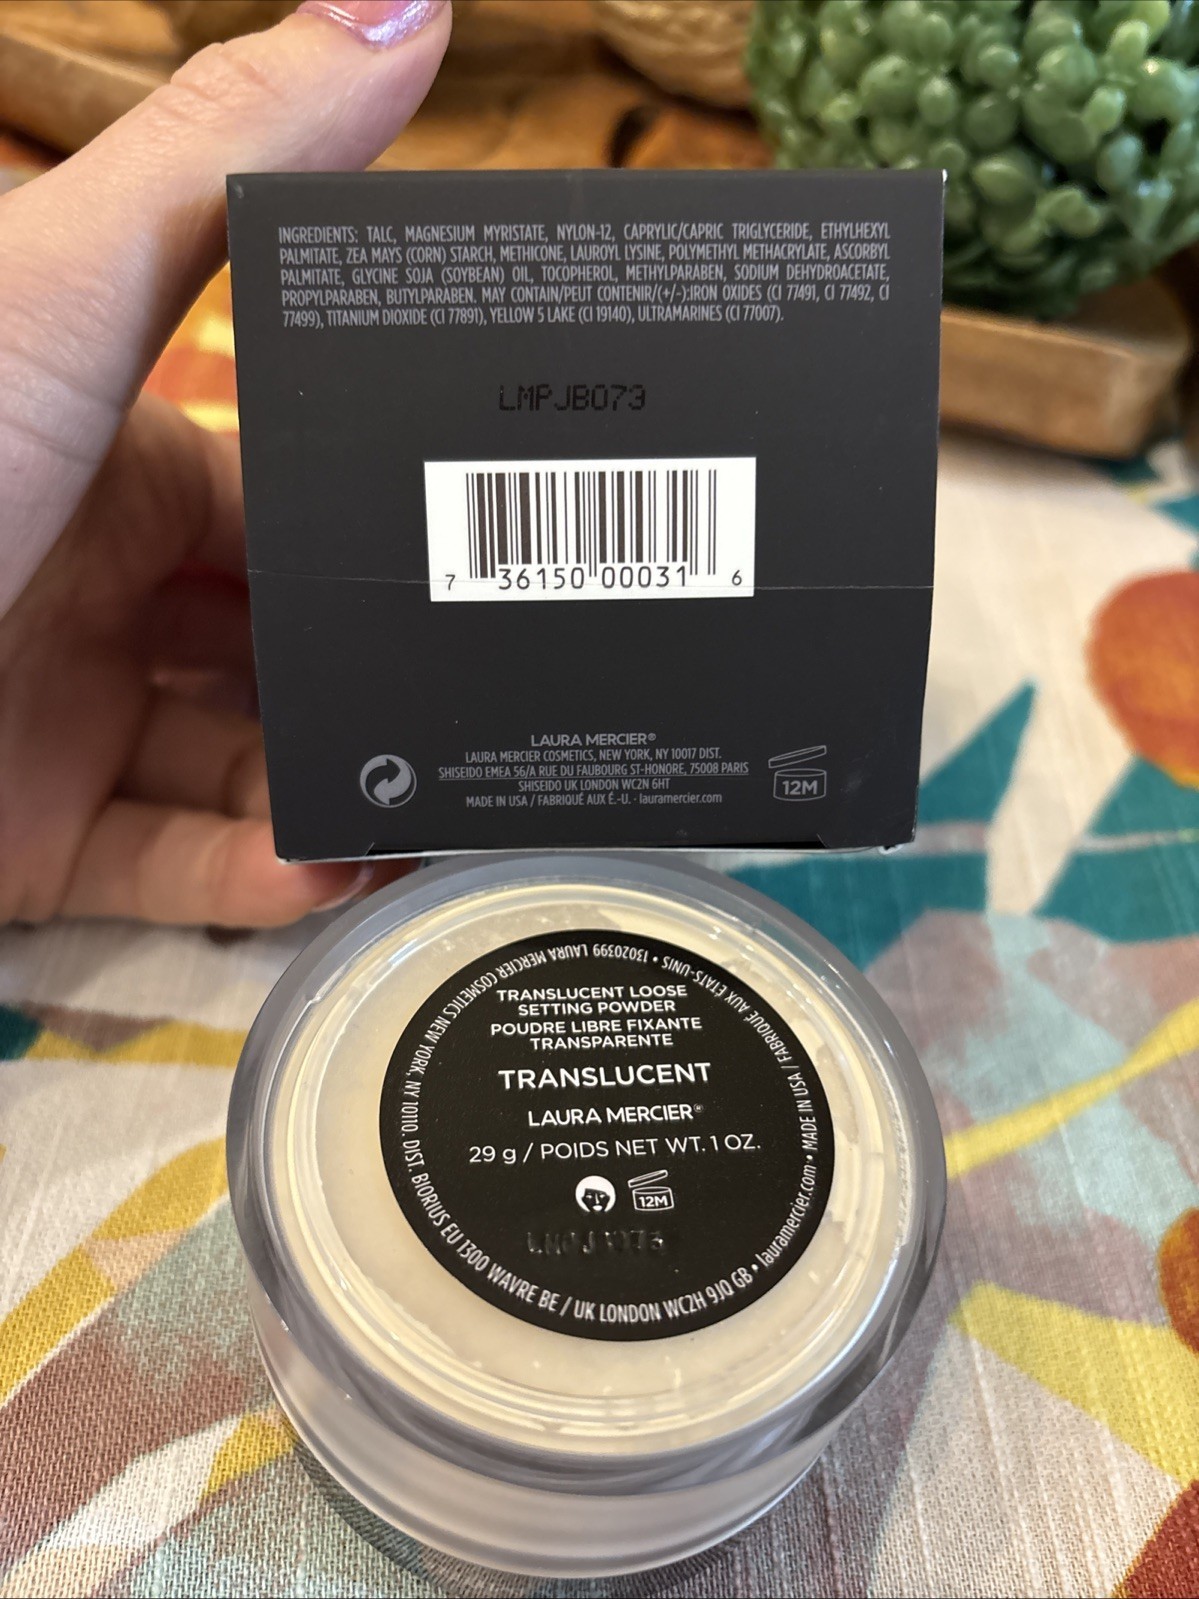 INGREDIENTS: TALC, MAGNESIUM MYRISTATE, NYLON-12, CAPRYLIC/CAPRIC TRIGLYCERIDE, ETHYLHEXYL
PALMITATE, ZEA MAYS (CORN) STARCH, METHICONE, LAUROYL LYSINE, POLYMETHYL METHACRYLATE, ASCORBYL
PALMITATE, GLYCINE SOJA (SOYBEAN) OIL, TOCOPHEROL, METHYLPARABEN, SODIUM DEHYDROACETATE,
PROPYLPARABEN, BUTYLPARABEN. MAY CONTAIN/PEUT CONTENIR/(+/-):IRON OXIDES (CI 77491, CI 77492, CI
77499), TITANIUM DIOXIDE (CI 77891), YELLOW 5 LAKE (CI 19140), ULTRAMARINES (CI 77007).
LMPJB073
7 36150 00031 6
LAURA MERCIER®
LAURA MERCIER COSMETICS, NEW YORK, NY 10017 DIST.
SHISEIDO EMEA 56/A RUE DU FAUBOURG ST-HONORE, 75008 PARIS
SHISEIDO UK LONDON WC2N 6HT
MADE IN USA / FABRIQUÉ AUX É.-U. · lauramercier.com
12M
TRANSLUCENT LOOSE
SETTING POWDER
POUDRE LIBRE FIXANTE
TRANSPARENTE
TRANSLUCENT
LAURA MERCIER®
29 g / POIDS NET WT. 1 OZ.
12M
13020399 LAURA MERCIER COSMETICS NEW YORK, NY 10110. DIST. BIORIUS EU 1300 WAVRE BE / UK LONDON WC2H 9JQ GB • lauramercier.com • MADE IN USA / FABRIQUÉ AUX ÉTATS-UNIS •